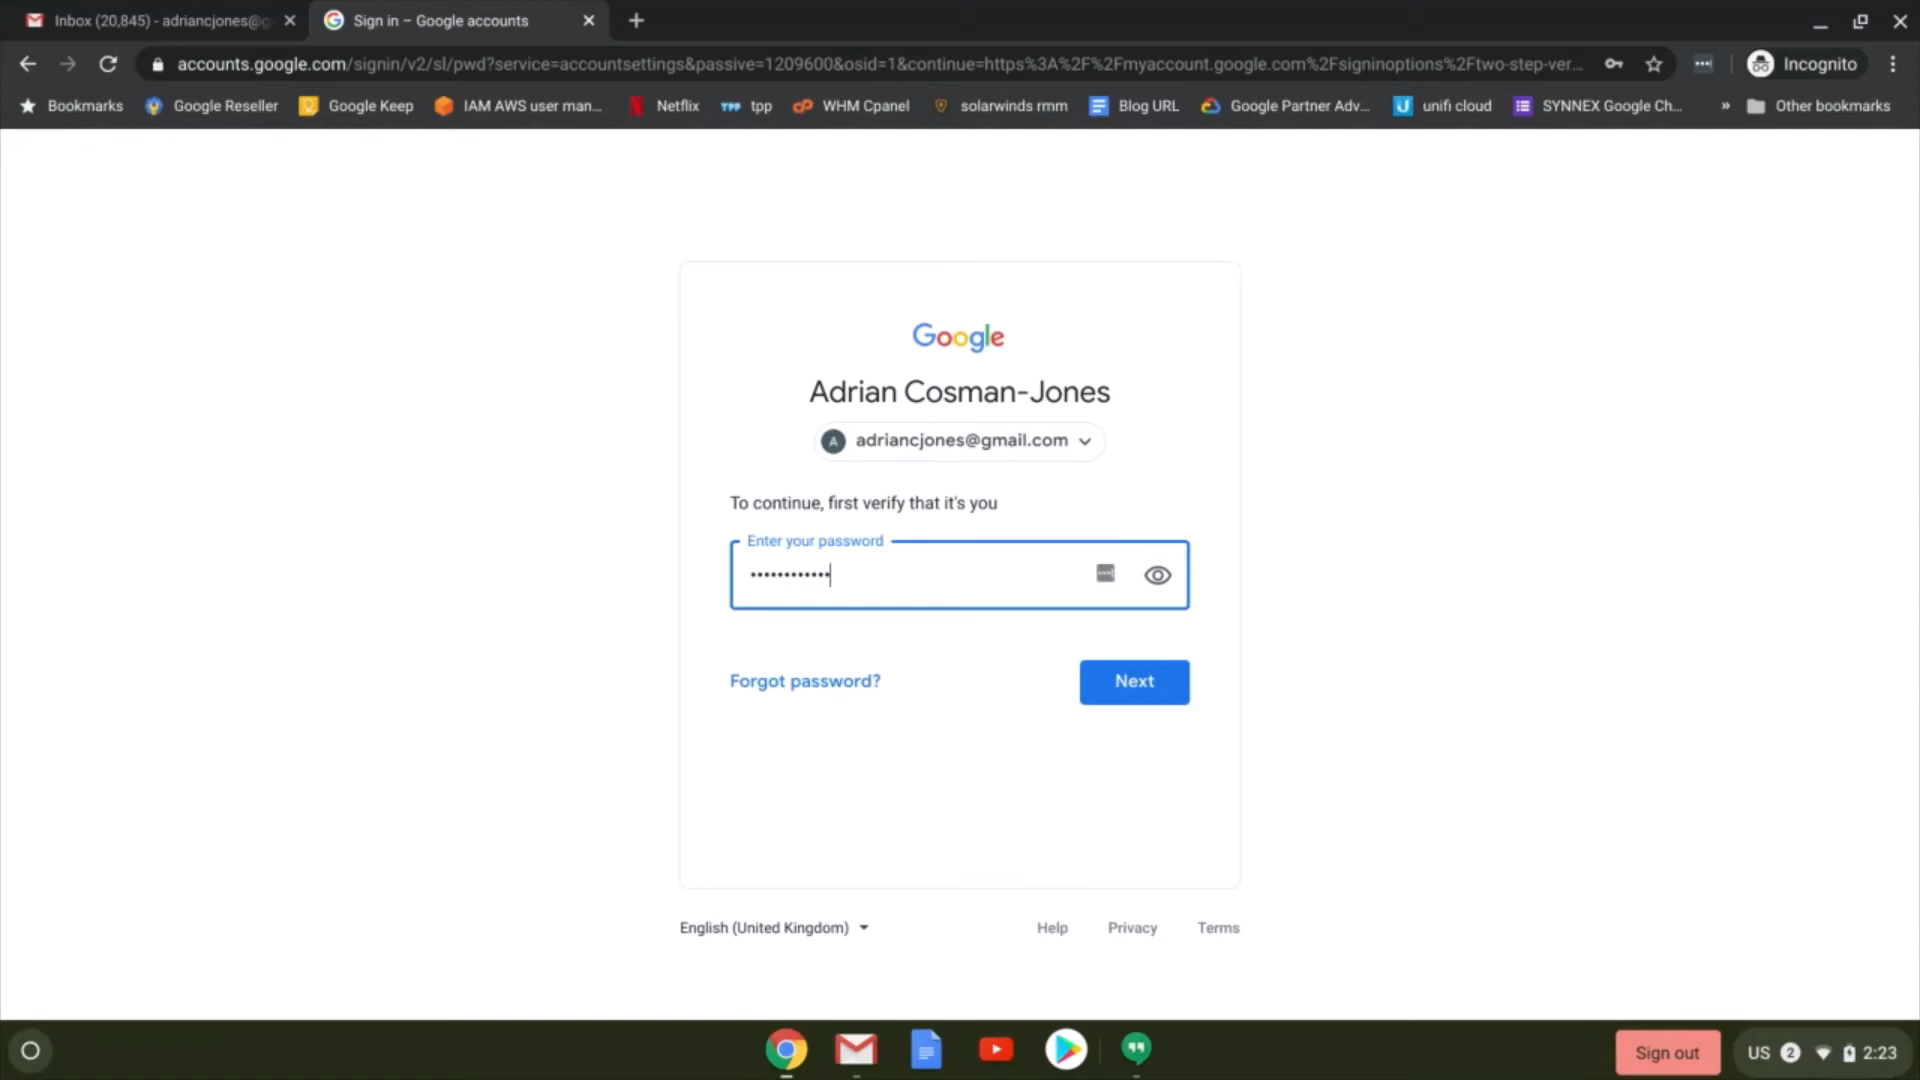 Inbox (20,845) - adriancjones@g
Sign in – Google accounts
accounts.google.com/signin/v2/sl/pwd?service=accountsettings&passive=1209600&osid=1&continue=https%3A%2F%2Fmyaccount.google.com%2Fsigninoptions%2Ftwo-step-ver...
Incognito
Bookmarks
Google Reseller
Google Keep
IAM AWS user man...
Netflix
TPP tpp
WHM Cpanel
solarwinds rmm
Blog URL
Google Partner Adv...
unifi cloud
SYNNEX Google Ch...
»
Other bookmarks
Google
Adrian Cosman-Jones
A adriancjones@gmail.com
To continue, first verify that it's you
Enter your password
••••••••••••
Forgot password?
Next
English (United Kingdom)
Help
Privacy
Terms
Sign out
US 2 2:23